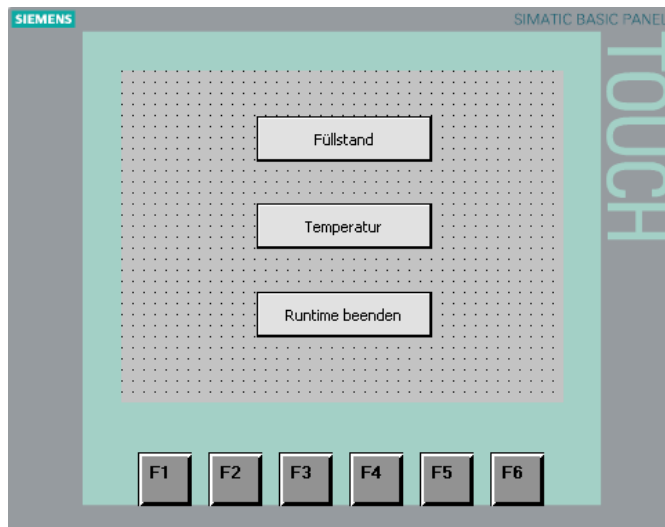 SIEMENS
SIMATIC BASIC PANEL
TOUCH
Füllstand
Temperatur
Runtime beenden
F1 F2 F3 F4 F5 F6